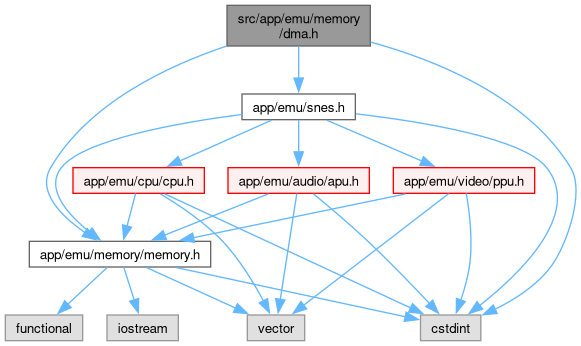 src/app/emu/memory
/dma.h
app/emu/snes.h
app/emu/cpu/cpu.h
app/emu/audio/apu.h
app/emu/video/ppu.h
app/emu/memory/memory.h
functional
iostream
vector
cstdint